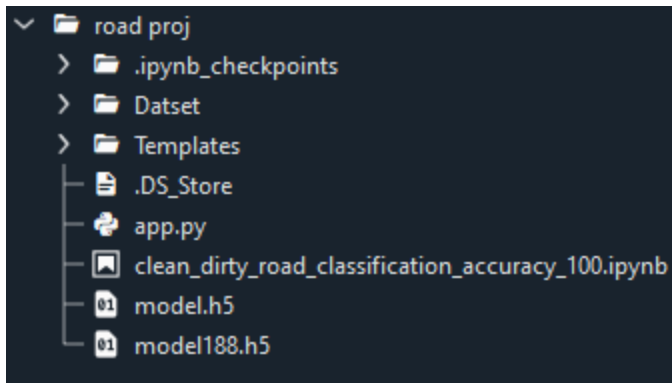 road proj
.ipynb_checkpoints
Datset
Templates
.DS_Store
app.py
clean_dirty_road_classification_accuracy_100.ipynb
model.h5
model188.h5